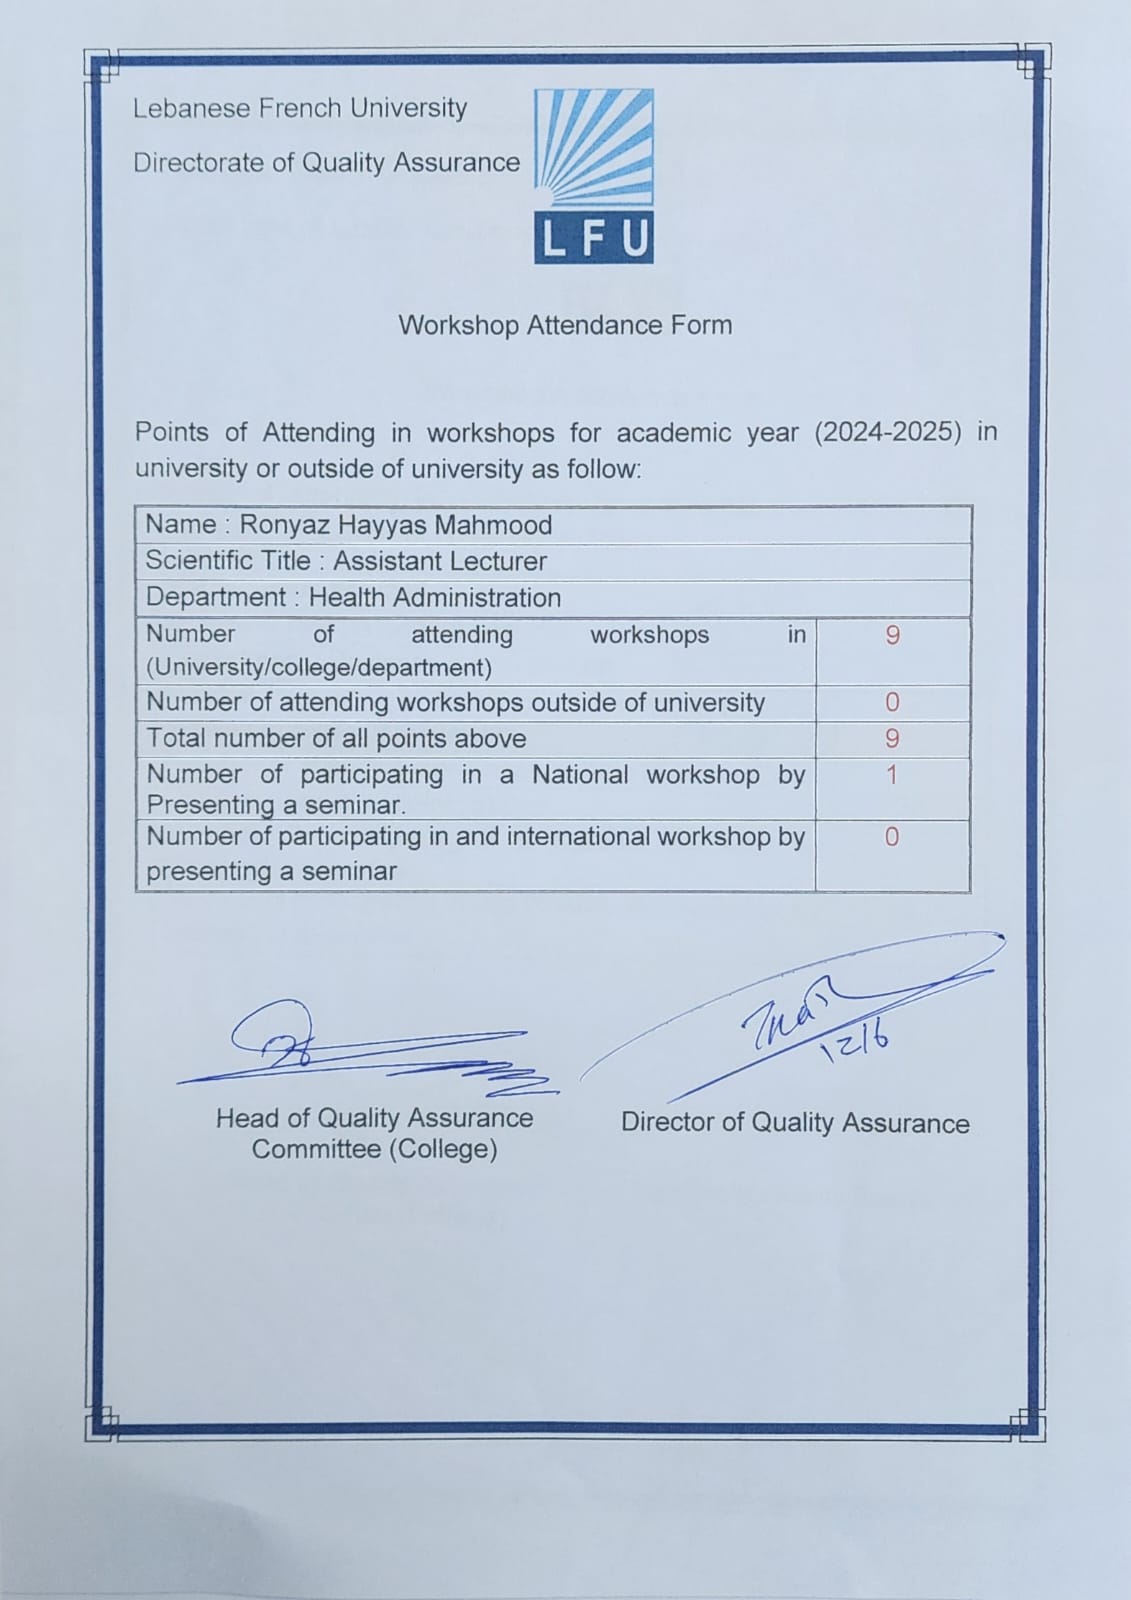 Lebanese French University
Directorate of Quality Assurance
LFU
Workshop Attendance Form
Points of Attending in workshops for academic year (2024-2025) in
university or outside of university as follow:
Name : Ronyaz Hayyas Mahmood
Scientific Title : Assistant Lecturer
Department : Health Administration
Number of attending workshops in 9
(University/college/department)
Number of attending workshops outside of university 0
Total number of all points above 9
Number of participating in a National workshop by 1
Presenting a seminar.
Number of participating in and international workshop by 0
presenting a seminar
12/6
Head of Quality Assurance
Committee (College)
Director of Quality Assurance